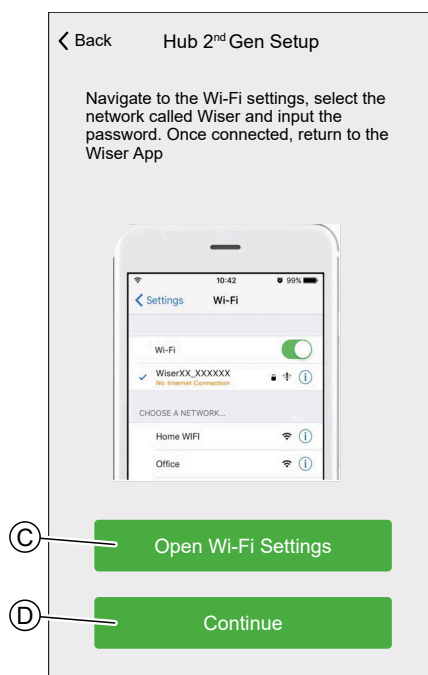 Back Hub 2nd Gen Setup
Navigate to the Wi-Fi settings, select the
network called Wiser and input the
password. Once connected, return to the
Wiser App
10:42 99%
Settings Wi-Fi
Wi-Fi
WiserXX_XXXXXX
No Internet Connection
CHOOSE A NETWORK...
Home WIFI
Office
C Open Wi-Fi Settings
D Continue